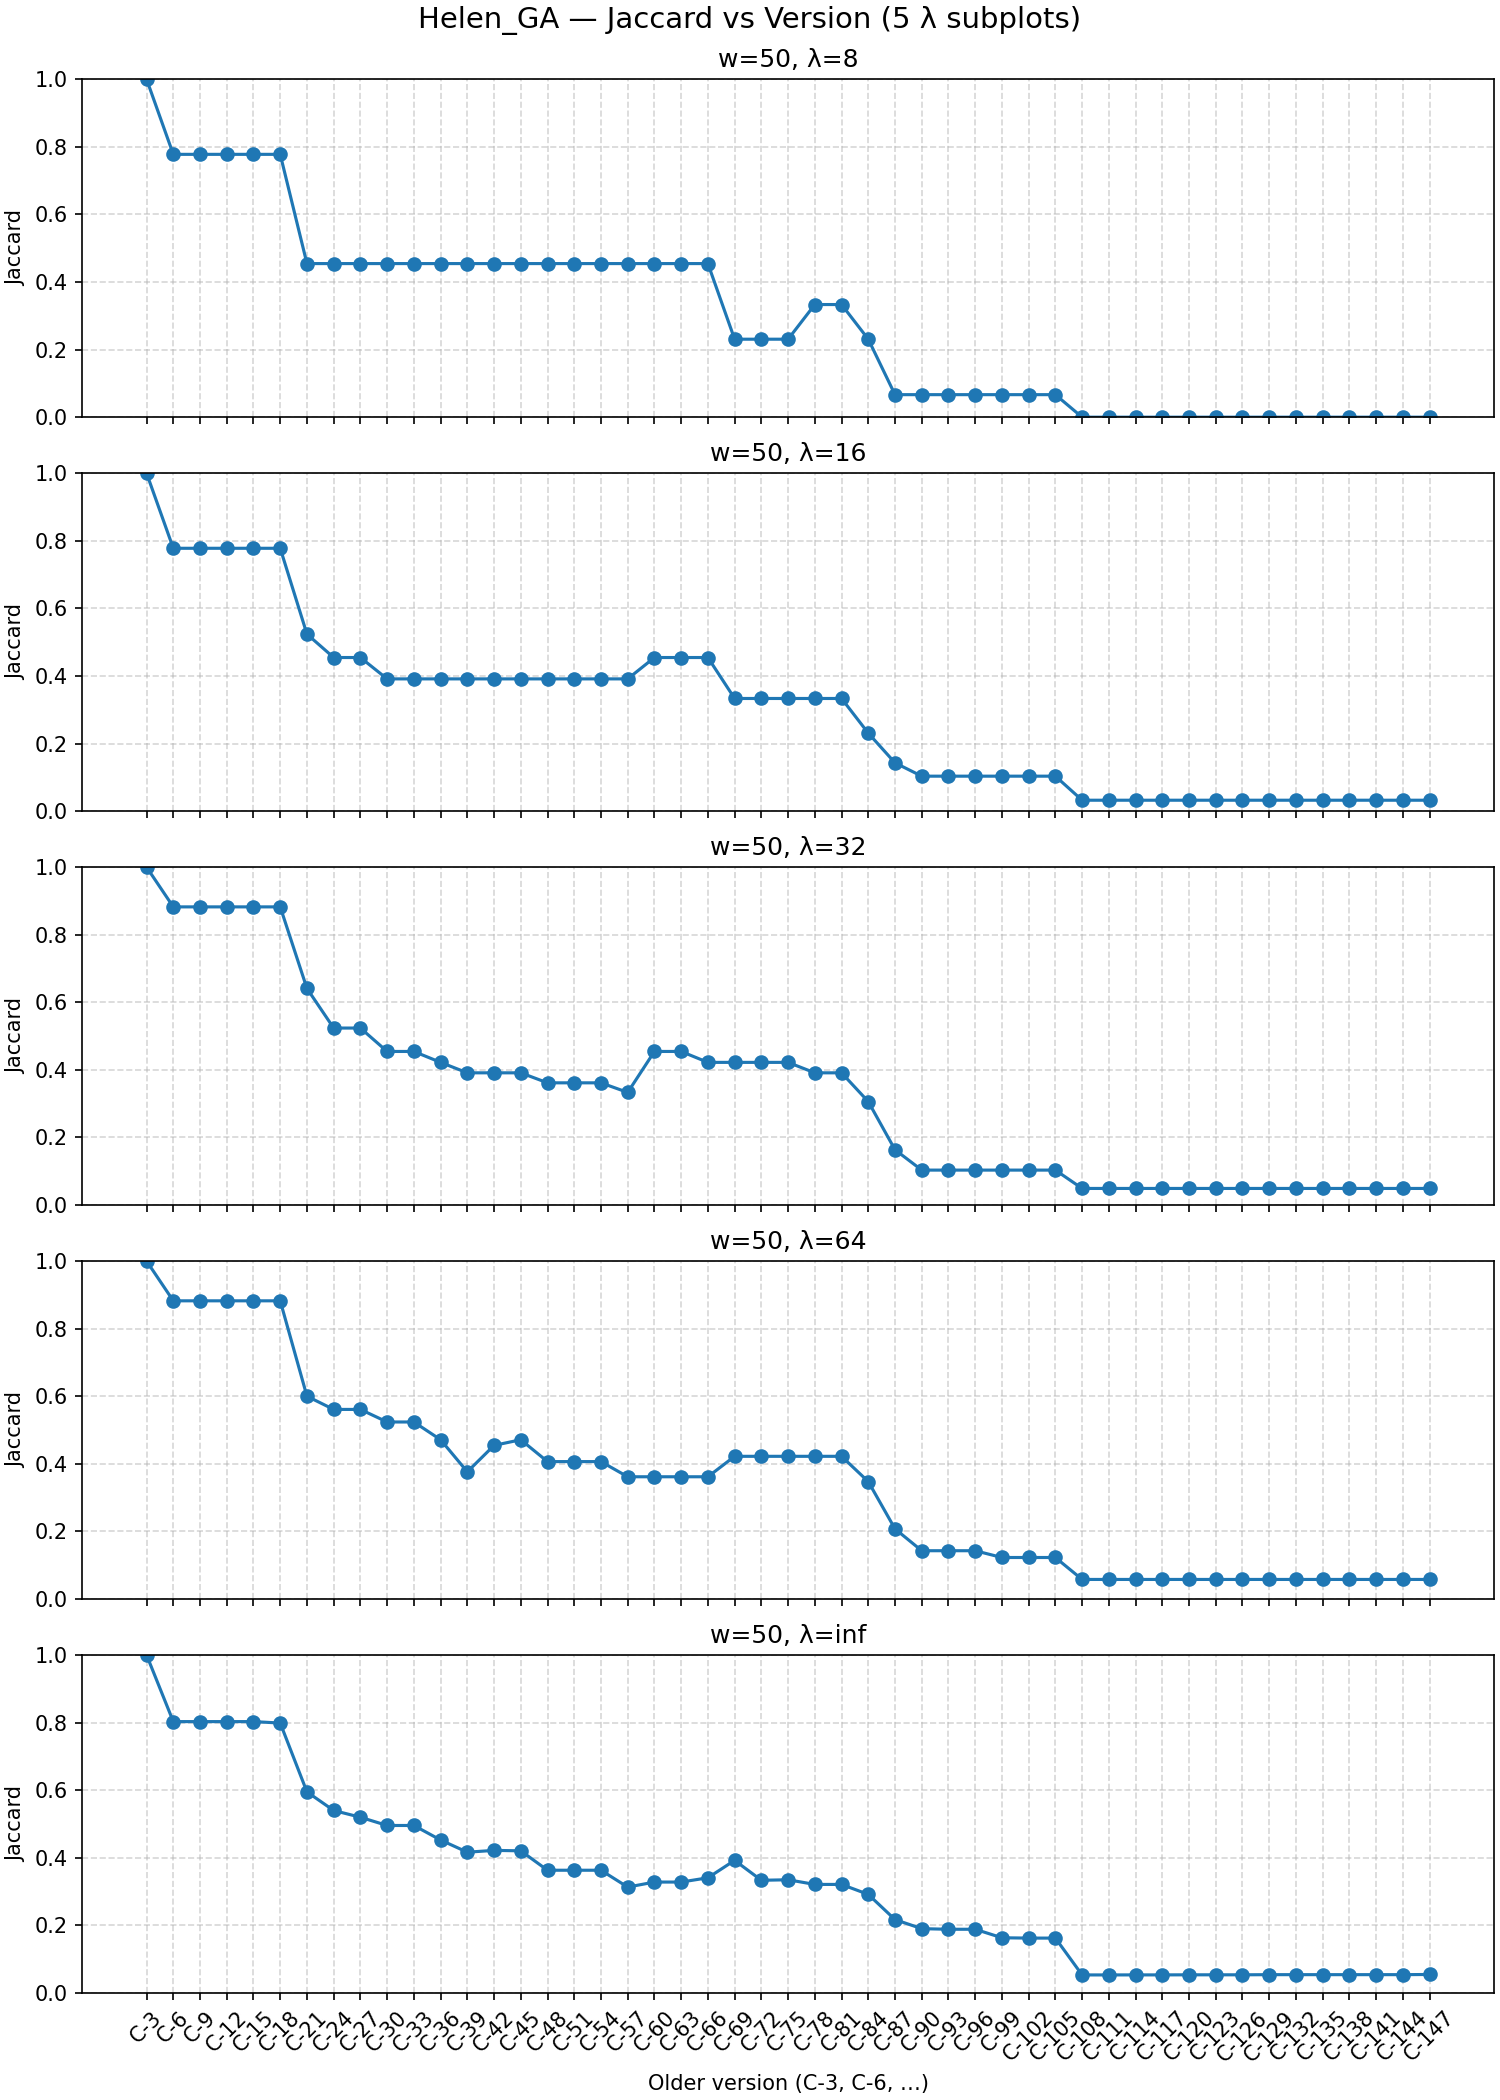 Helen_GA — Jaccard vs Version (5 λ subplots)
w=50, λ=8
1.0
0.8
0.6
0.4
0.2
0.0
Jaccard
w=50, λ=16
1.0
0.8
0.6
0.4
0.2
0.0
Jaccard
w=50, λ=32
1.0
0.8
0.6
0.4
0.2
0.0
Jaccard
w=50, λ=64
1.0
0.8
0.6
0.4
0.2
0.0
Jaccard
w=50, λ=inf
1.0
0.8
0.6
0.4
0.2
0.0
Jaccard
C-3 C-6 C-9 C-12 C-15 C-18 C-21 C-24 C-27 C-30 C-33 C-36 C-39 C-42 C-45 C-48 C-51 C-54 C-57 C-60 C-63 C-66 C-69 C-72 C-75 C-78 C-81 C-84 C-87 C-90 C-93 C-96 C-99 C-102 C-105 C-108 C-111 C-114 C-117 C-120 C-123 C-126 C-129 C-132 C-135 C-138 C-141 C-144 C-147
Older version (C-3, C-6, ...)